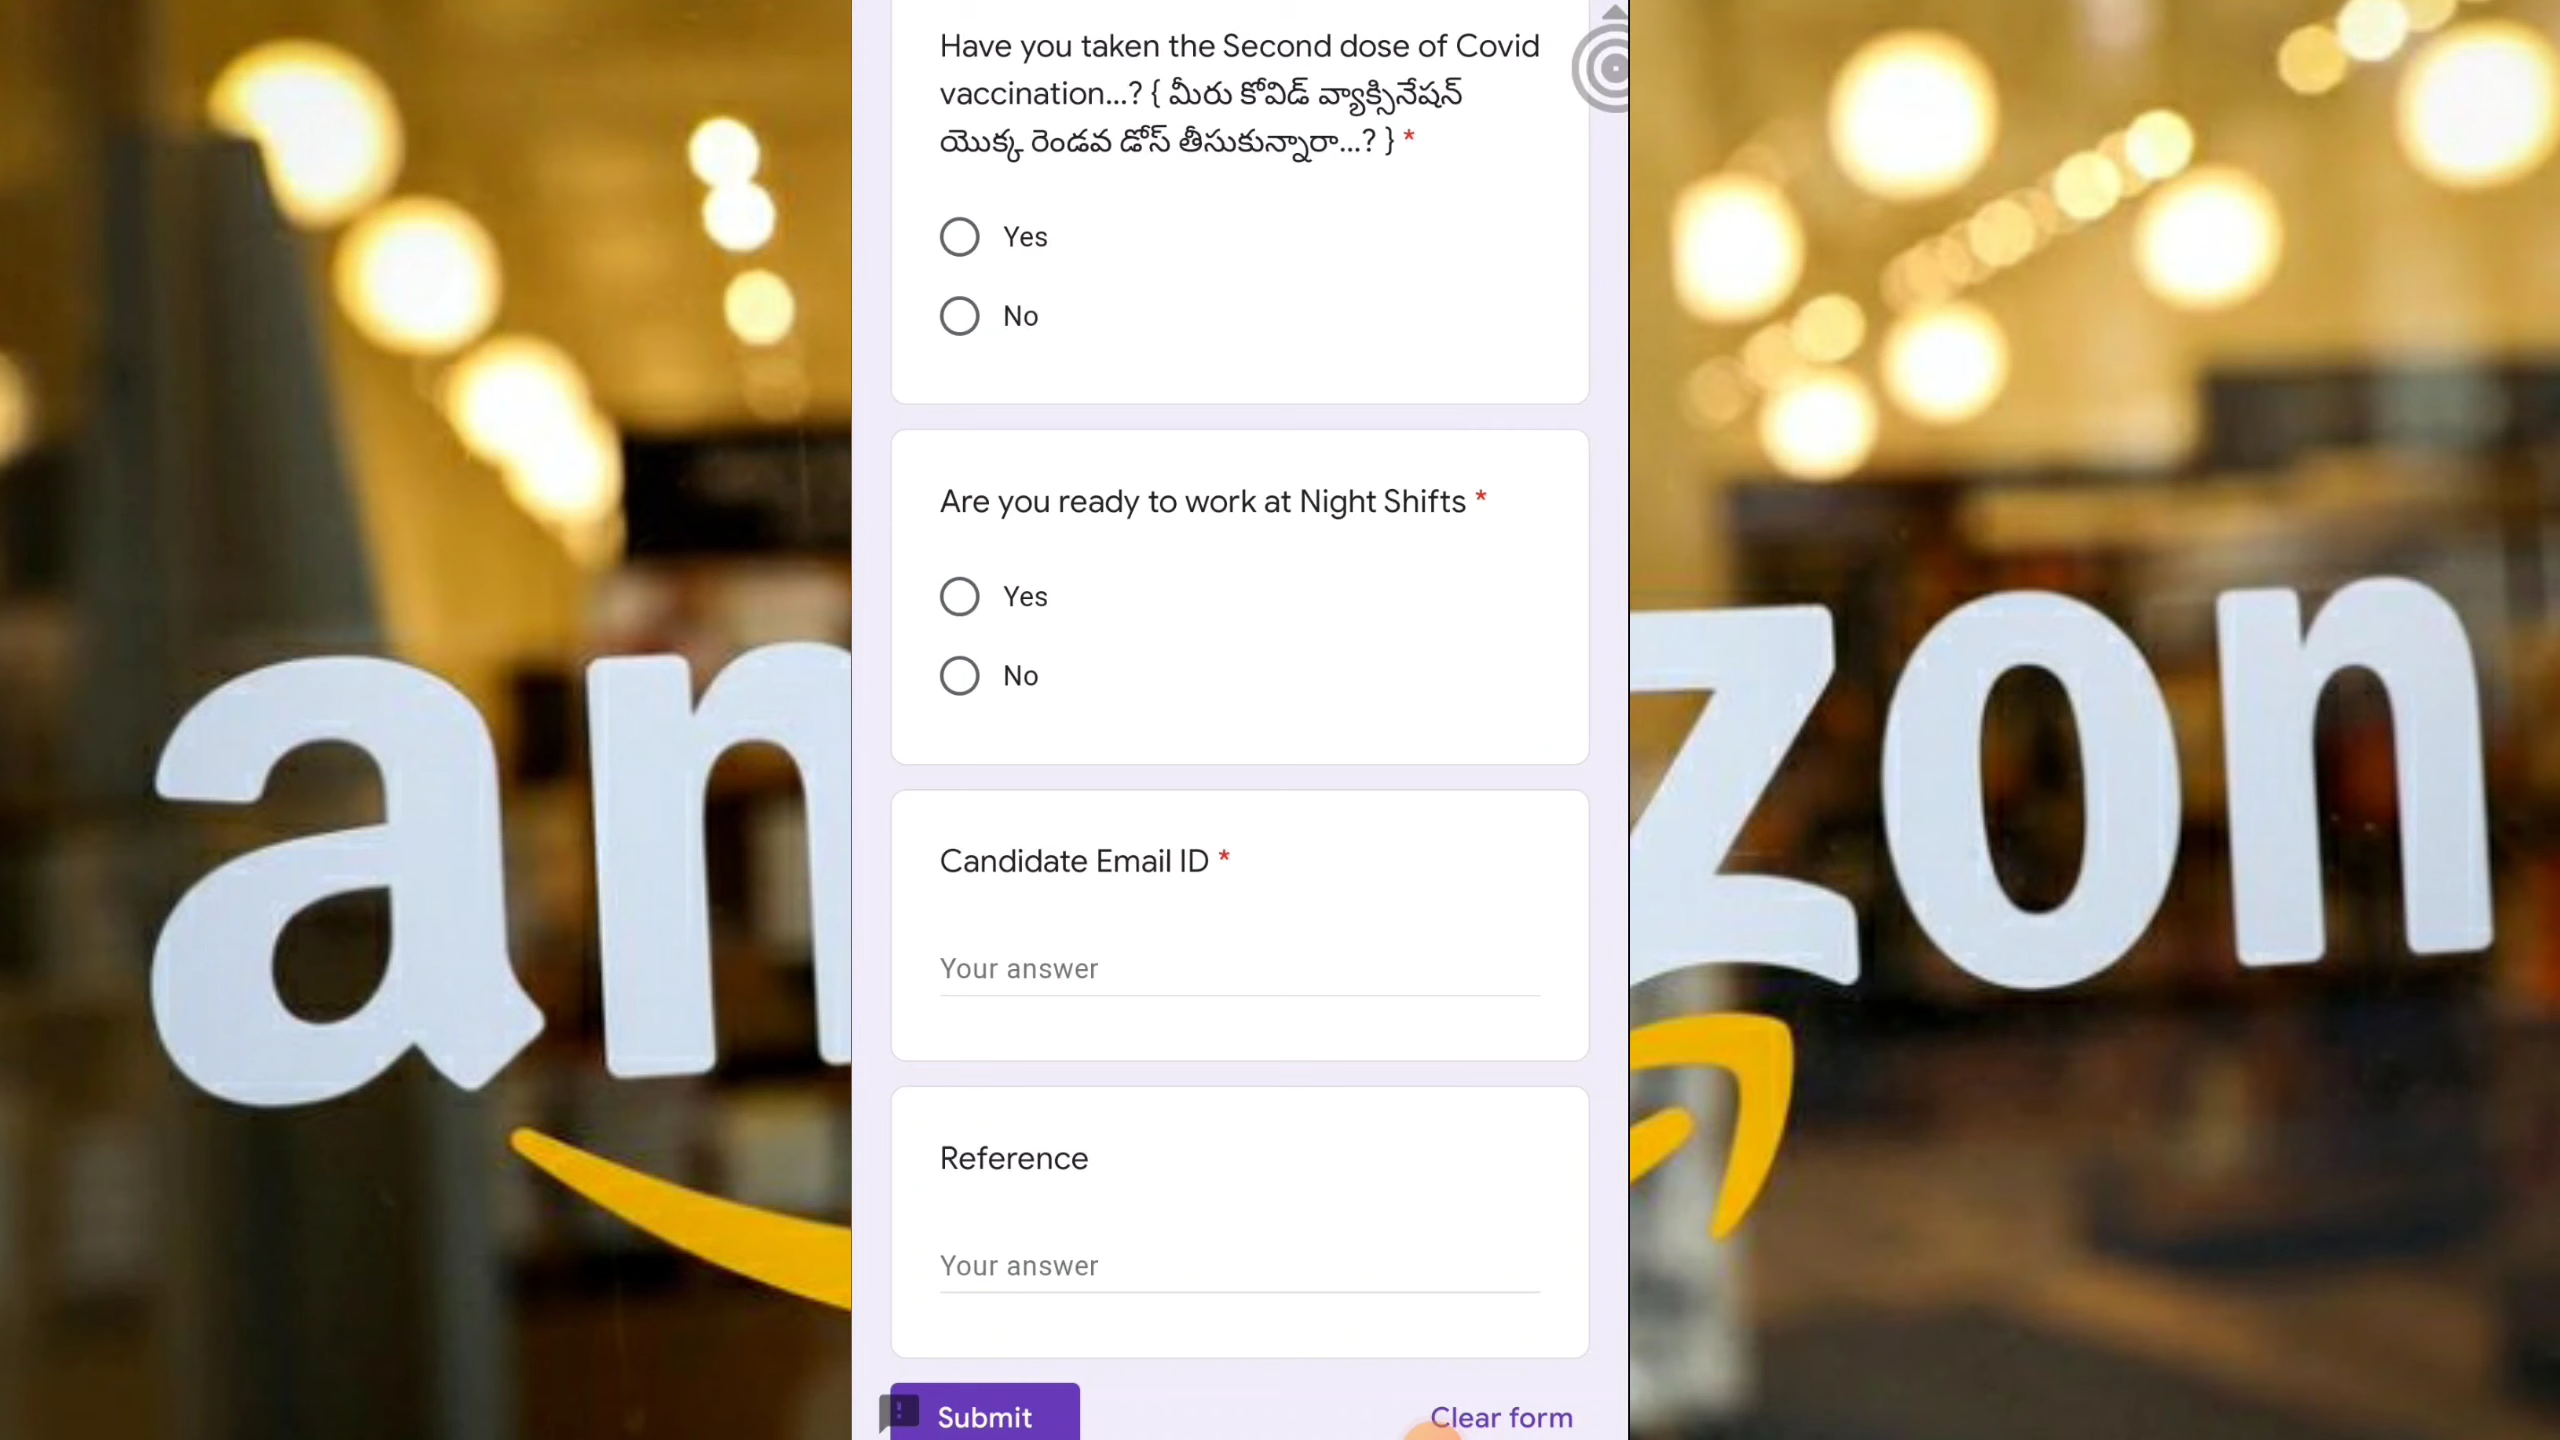 Have you taken the Second dose of Covid
vaccination...? { మీరు కోవిడ్ వ్యాక్సినేషన్
యొక్క రెండవ డోస్ తీసుకున్నారా...? } *
Yes
No
Are you ready to work at Night Shifts *
Yes
No
Candidate Email ID *
Your answer
Reference
Your answer
Submit
Clear form
am
zon